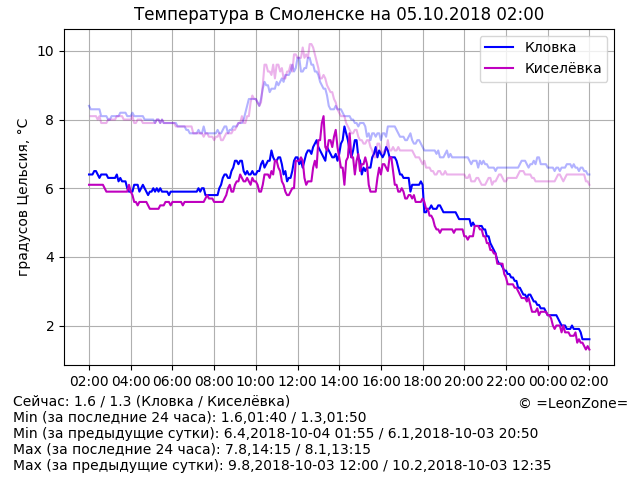 Температура в Смоленске на 05.10.2018 02:00
Кловка
Киселёвка
градусов Цельсия, °C
10
8
6
4
2
02:00 04:00 06:00 08:00 10:00 12:00 14:00 16:00 18:00 20:00 22:00 00:00 02:00
Сейчас: 1.6 / 1.3 (Кловка / Киселёвка)
© =LeonZone=
Min (за последние 24 часа): 1.6,01:40 / 1.3,01:50
Min (за предыдущие сутки): 6.4,2018-10-04 01:55 / 6.1,2018-10-03 20:50
Max (за последние 24 часа): 7.8,14:15 / 8.1,13:15
Max (за предыдущие сутки): 9.8,2018-10-03 12:00 / 10.2,2018-10-03 12:35